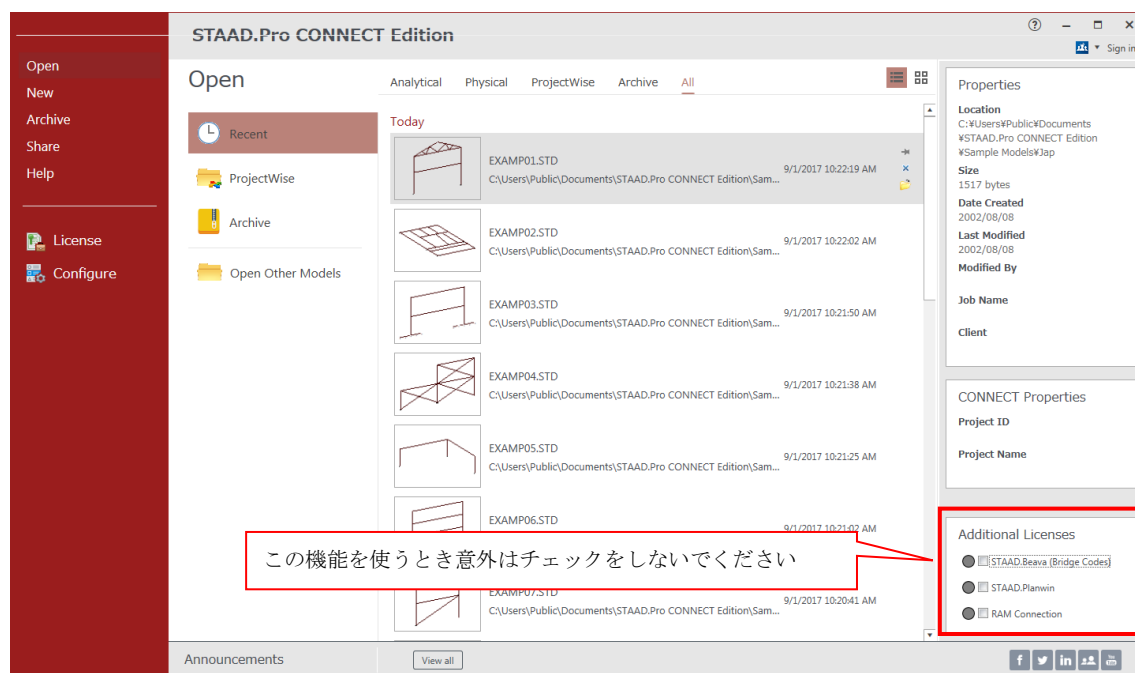 STAAD.Pro CONNECT Edition
Sign in
Open
New
Archive
Share
Help
License
Configure
Open
Recent
ProjectWise
Archive
Open Other Models
Analytical Physical ProjectWise Archive All
Today
EXAMP01.STD
C:\Users\Public\Documents\STAAD.Pro CONNECT Edition\Sam...
9/1/2017 10:22:19 AM
EXAMP02.STD
C:\Users\Public\Documents\STAAD.Pro CONNECT Edition\Sam...
9/1/2017 10:22:02 AM
EXAMP03.STD
C:\Users\Public\Documents\STAAD.Pro CONNECT Edition\Sam...
9/1/2017 10:21:50 AM
EXAMP04.STD
C:\Users\Public\Documents\STAAD.Pro CONNECT Edition\Sam...
9/1/2017 10:21:38 AM
EXAMP05.STD
C:\Users\Public\Documents\STAAD.Pro CONNECT Edition\Sam...
9/1/2017 10:21:25 AM
EXAMP06.STD
9/1/2017 10:21:02 AM
この機能を使うとき意外はチェックをしないでください
EXAMP07.STD
C:\Users\Public\Documents\STAAD.Pro CONNECT Edition\Sam...
9/1/2017 10:20:41 AM
Properties
Location
C:¥Users¥Public¥Documents
¥STAAD.Pro CONNECT Edition
¥Sample Models¥Jap
Size
1517 bytes
Date Created
2002/08/08
Last Modified
2002/08/08
Modified By
Job Name
Client
CONNECT Properties
Project ID
Project Name
Additional Licenses
STAAD.Beava (Bridge Codes)
STAAD.Planwin
RAM Connection
Announcements
View all